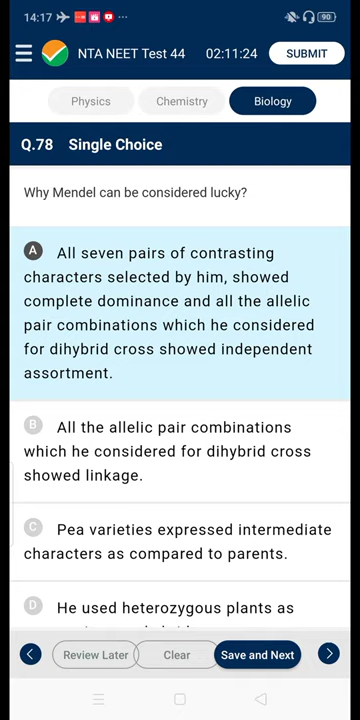 14:17
90
NTA NEET Test 44
02:11:24
SUBMIT
Physics
Chemistry
Biology
Q.78 Single Choice
Why Mendel can be considered lucky?
A All seven pairs of contrasting
characters selected by him, showed
complete dominance and all the allelic
pair combinations which he considered
for dihybrid cross showed independent
assortment.
B All the allelic pair combinations
which he considered for dihybrid cross
showed linkage.
C Pea varieties expressed intermediate
characters as compared to parents.
D He used heterozygous plants as
Review Later
Clear
Save and Next